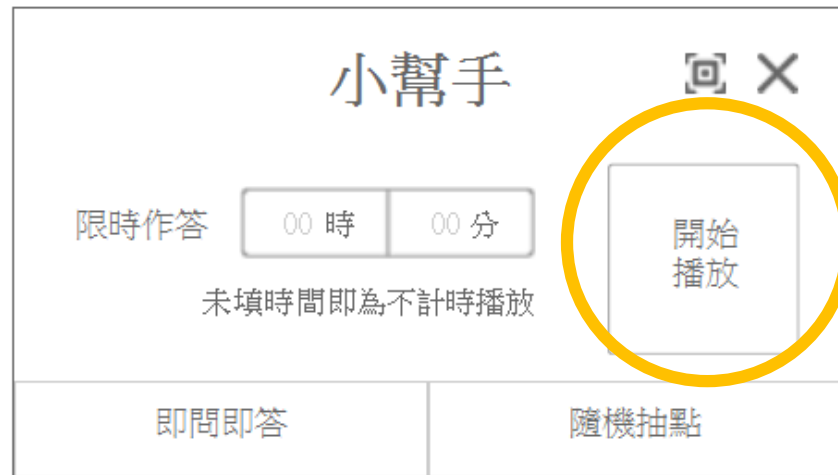 小幫手
限時作答 00 時 00 分
開始
播放
未填時間即為不計時播放
即問即答 隨機抽點